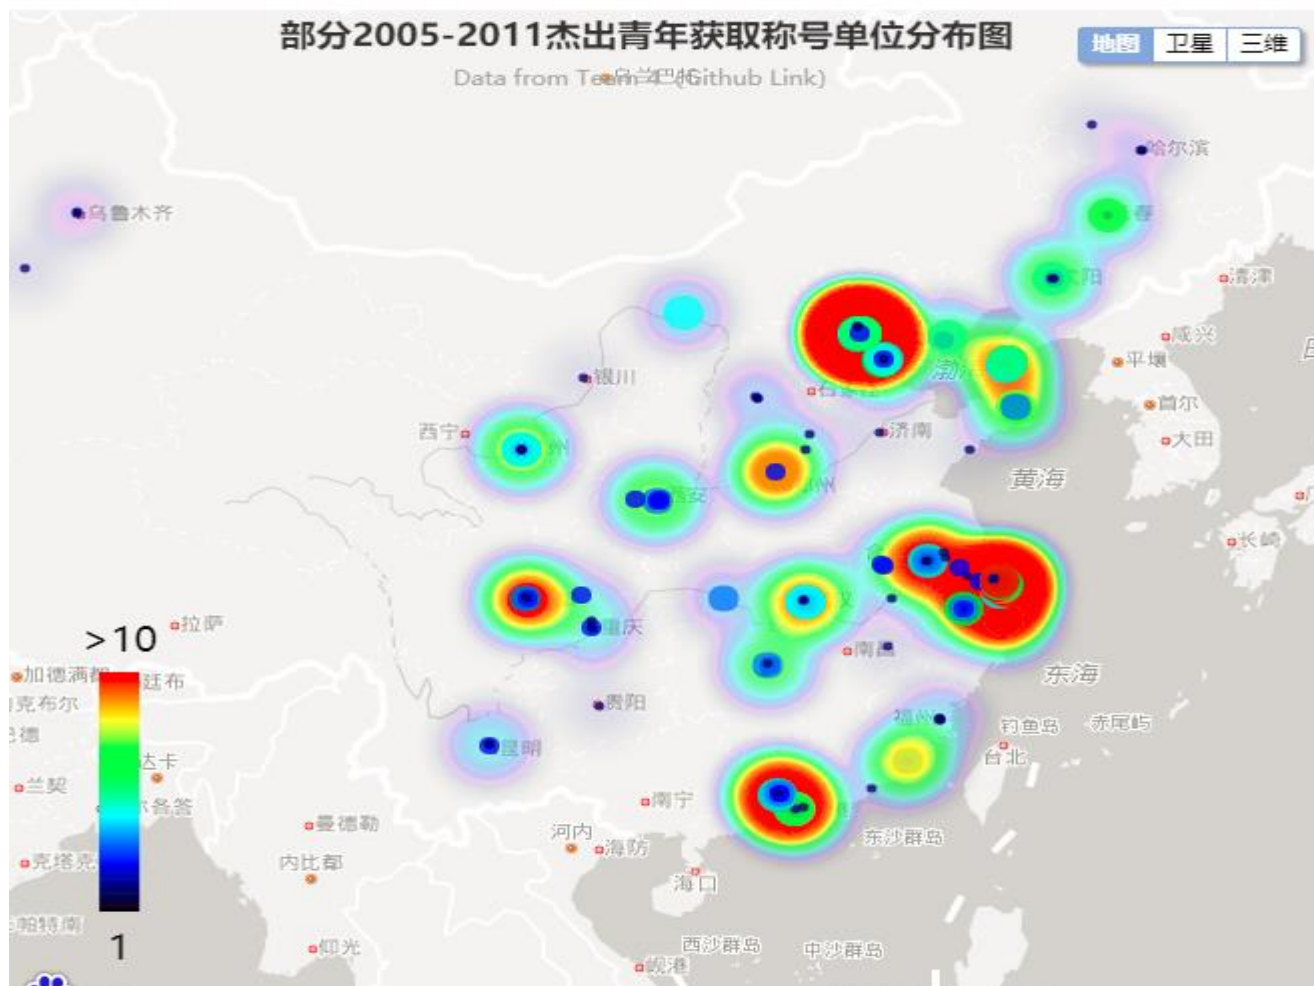 部分2005-2011杰出青年获取称号单位分布图
地图 卫星 三维
Data from Team 4 (Github Link)
哈尔滨
乌鲁木齐
清津
咸兴
平壤
银川
首尔
西宁
济南
大田
黄海
长崎
>10
拉萨
重庆
南昌
加德满都
廷布
东海
贵阳
福州
钓鱼岛
赤尾屿
昆明
台北
达卡
兰契
南宁
曼德勒
河内
海防
东沙群岛
内比都
海口
1
仰光
西沙群岛
中沙群岛
岘港